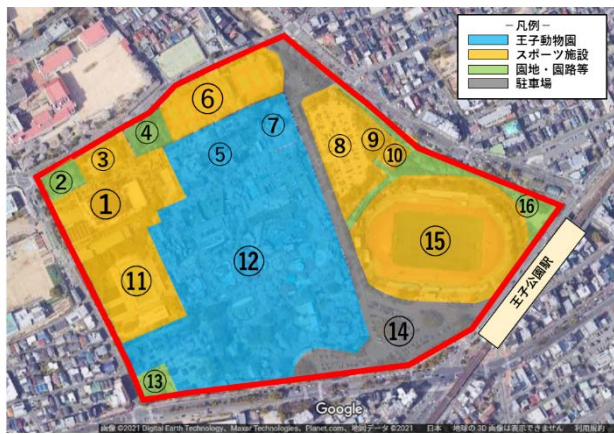 －凡例－
王子動物園
スポーツ施設
園地・園路等
駐車場
⑥
④
③
②
⑤
⑦
⑧
⑨
⑩
①
⑯
⑮
⑪
⑫
⑭
⑬
王子公園駅
Google
画像 ©2021 Digital Earth Technology、Maxar Technologies、Planet.com、地図データ ©2021 日本 地球の 3D 画像は表示できません 利用規約